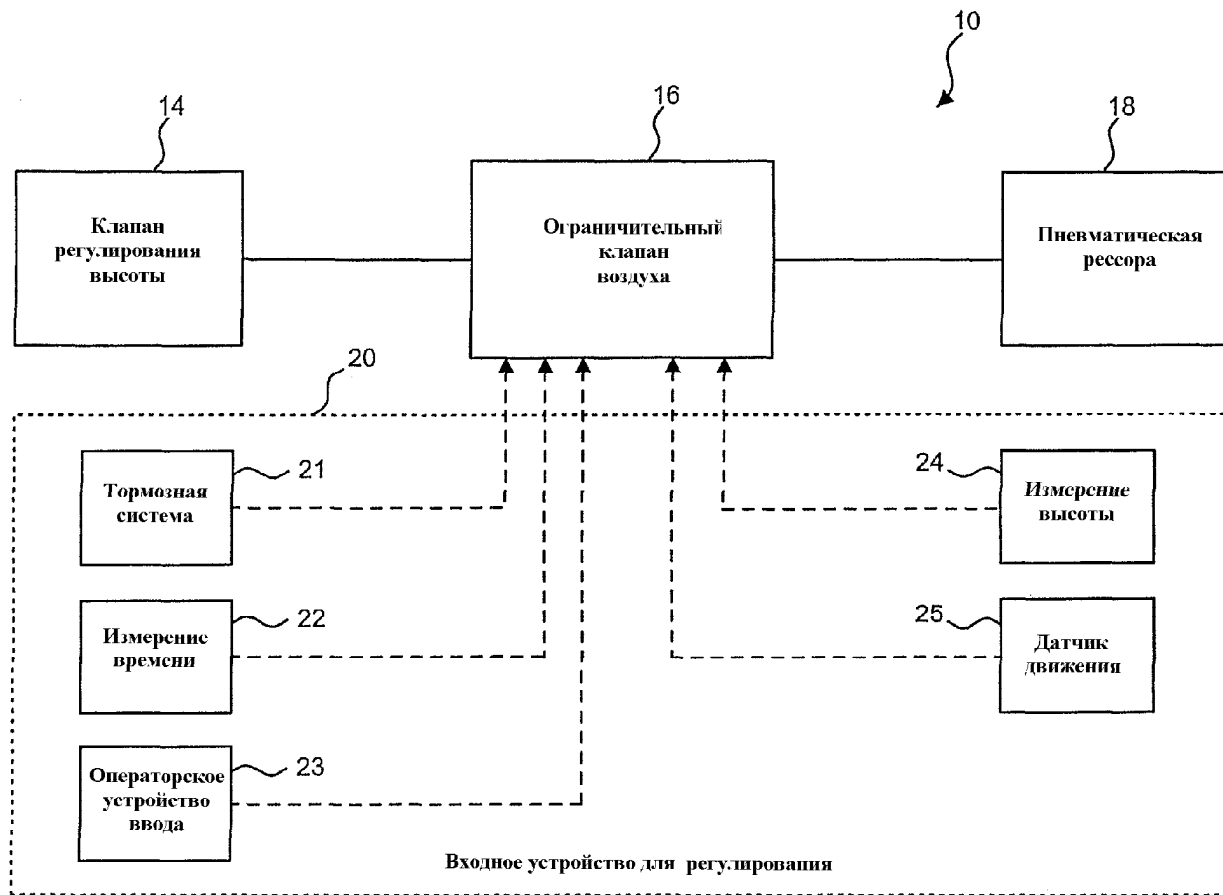 10
14
16
18
Клапан
регулирования
высоты
Ограничительный
клапан
воздуха
Пневматическая
рессора
20
21
Тормозная
система
24
Измерение
высоты
22
Измерение
времени
25
Датчик
движения
23
Операторское
устройство
ввода
Входное устройство для регулирования